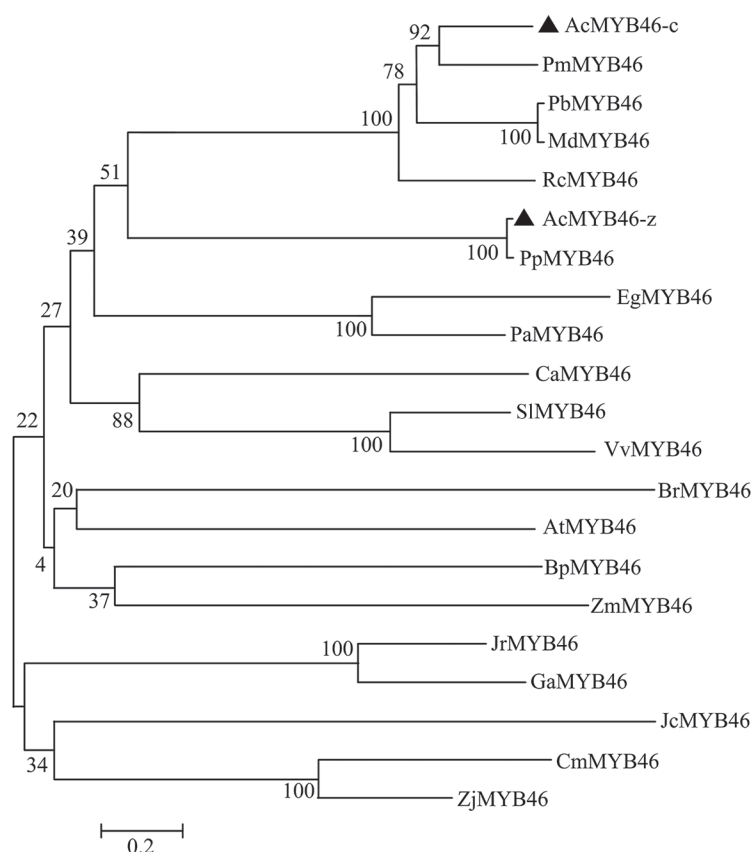 92
AcMYB46-c
PmMYB46
78
PbMYB46
100
100
MdMYB46
51
RcMYB46
AcMYB46-z
39
100
PpMYB46
27
EgMYB46
100
PaMYB46
CaMYB46
22
88
SlMYB46
100
VvMYB46
20
BrMYB46
AtMYB46
4
BpMYB46
37
ZmMYB46
100
JrMYB46
GaMYB46
JcMYB46
34
CmMYB46
100
ZjMYB46
0.2